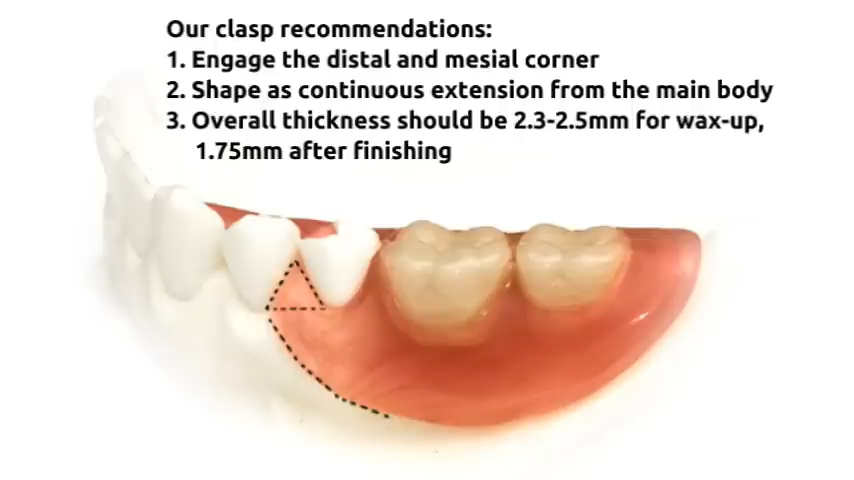 Our clasp recommendations:
1. Engage the distal and mesial corner
2. Shape as continuous extension from the main body
3. Overall thickness should be 2.3-2.5mm for wax-up,
1.75mm after finishing